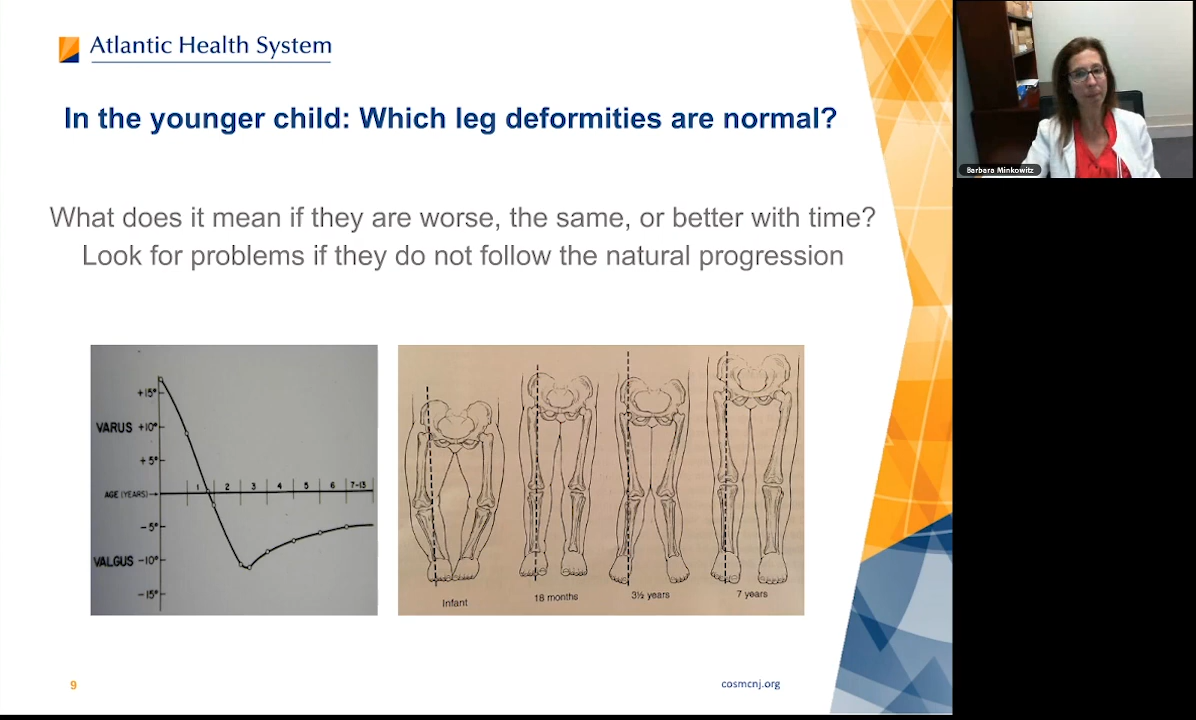 Atlantic Health System
In the younger child: Which leg deformities are normal?
What does it mean if they are worse, the same, or better with time?
Look for problems if they do not follow the natural progression
+15°
VARUS +10°
+5°
1 2 3 4 5 6 7-13
AGE (YEARS)→
-5°
VALGUS -10°
-15°
Infant
18 months
3½ years
7 years
9
cosmcnj.org
Barbara Minkowitz